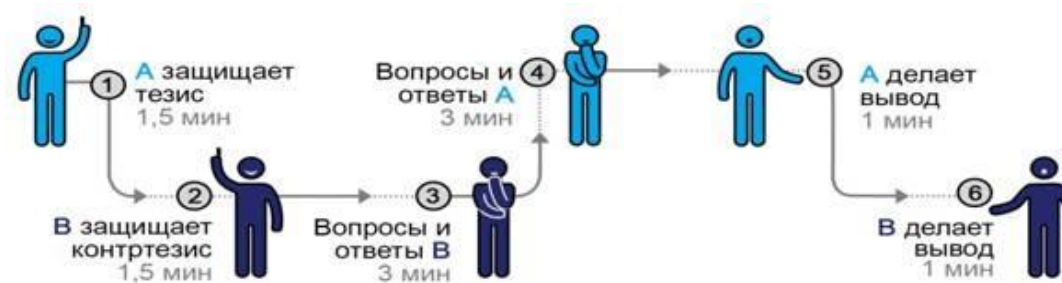 1
А защищает
тезис
1,5 мин
2
В защищает
контртезис
1,5 мин
3
Вопросы и
ответы В
3 мин
4
Вопросы и
ответы А
3 мин
5
А делает
вывод
1 мин
6
В делает
вывод
1 мин